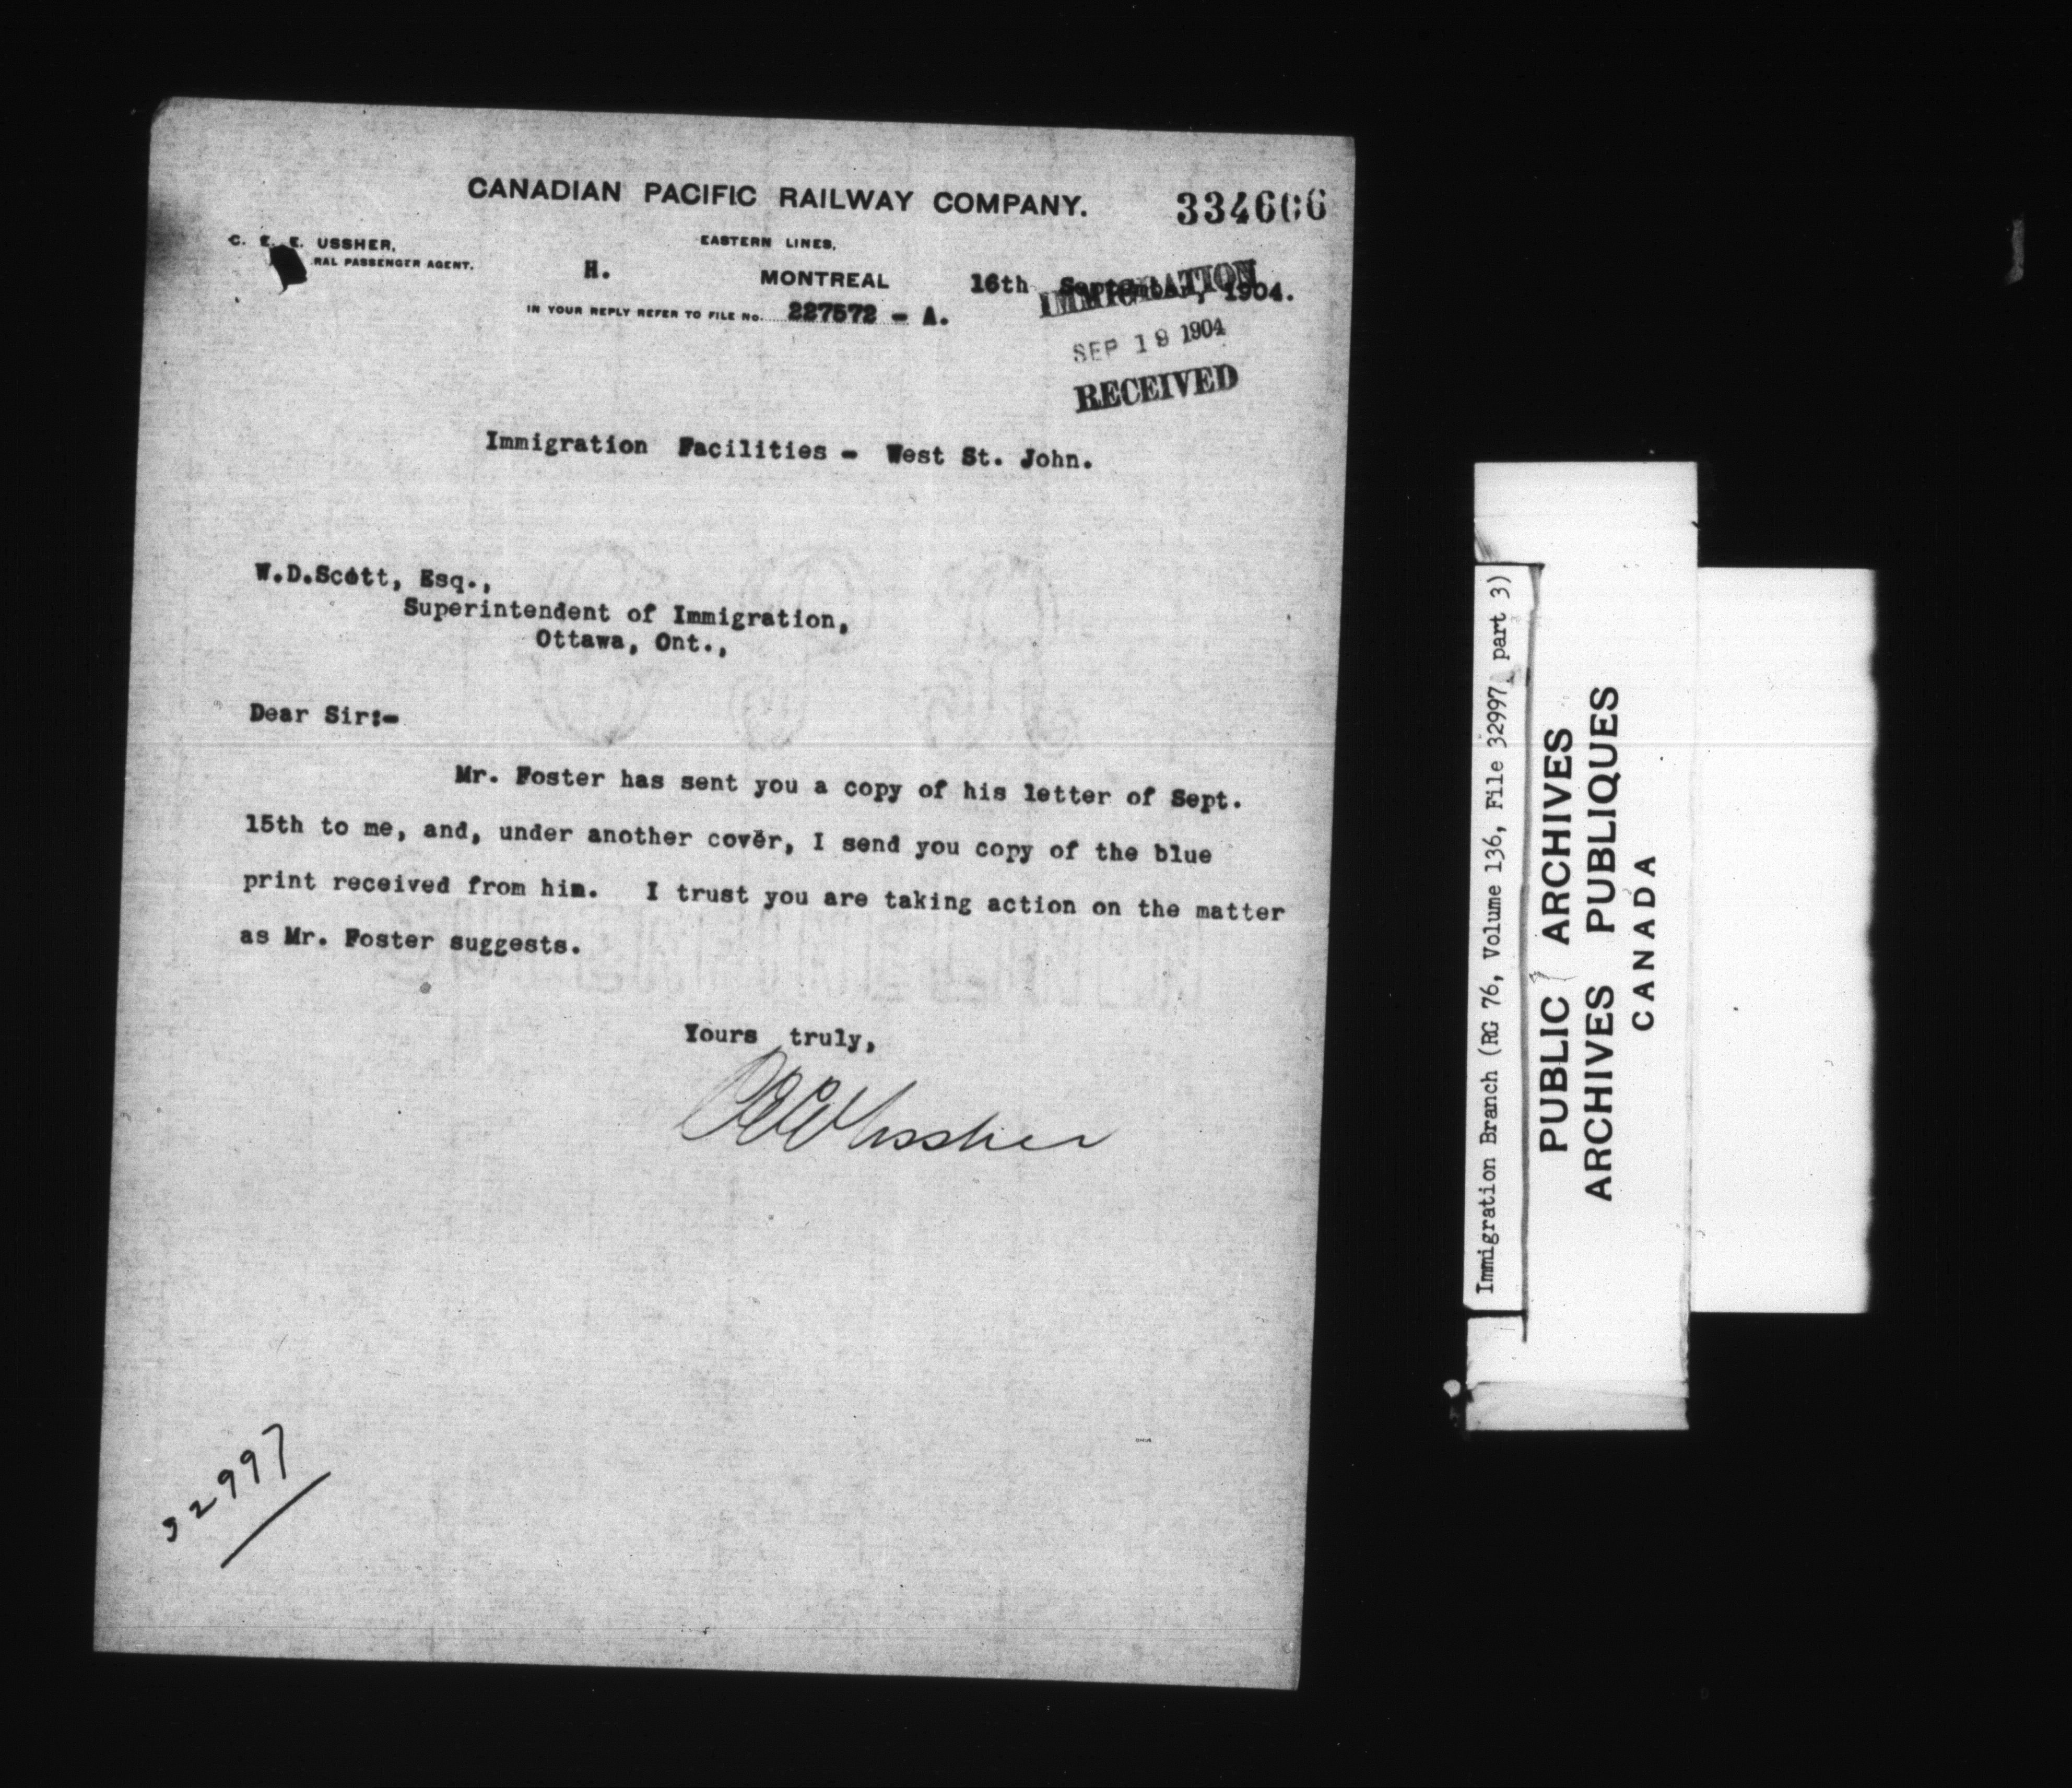 CANADIAN PACIFIC RAILWAY COMPANY. 334606
C. E. E. USSHER, EASTERN LINES,
RAL PASSENGER AGENT.
H. MONTREAL 16th September, 1904.
IN YOUR REPLY REFER TO FILE NO. 227572 - A.
IMMIGRATION
SEP 19 1904
RECEIVED
Immigration Facilities - West St. John.
W.D.Scott, Esq.,
Superintendent of Immigration,
Ottawa, Ont.,
Dear Sir:-
Mr. Foster has sent you a copy of his letter of Sept.
15th to me, and, under another cover, I send you copy of the blue
print received from him. I trust you are taking action on the matter
as Mr. Foster suggests.
Yours truly,
C E E Ussher
32997
Immigration Branch (RG 76, Volume 136, File 32997, part 3)
PUBLIC ARCHIVES
ARCHIVES PUBLIQUES
CANADA